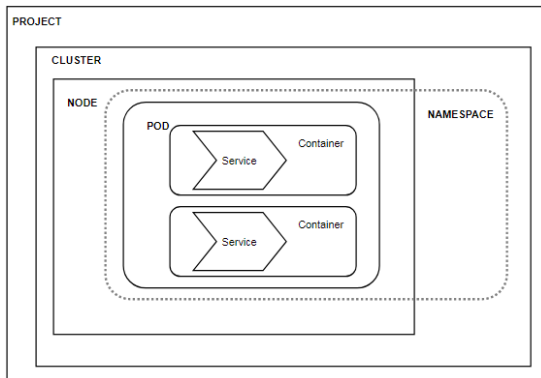 PROJECT
CLUSTER
NODE
NAMESPACE
POD
Container
Service
Container
Service